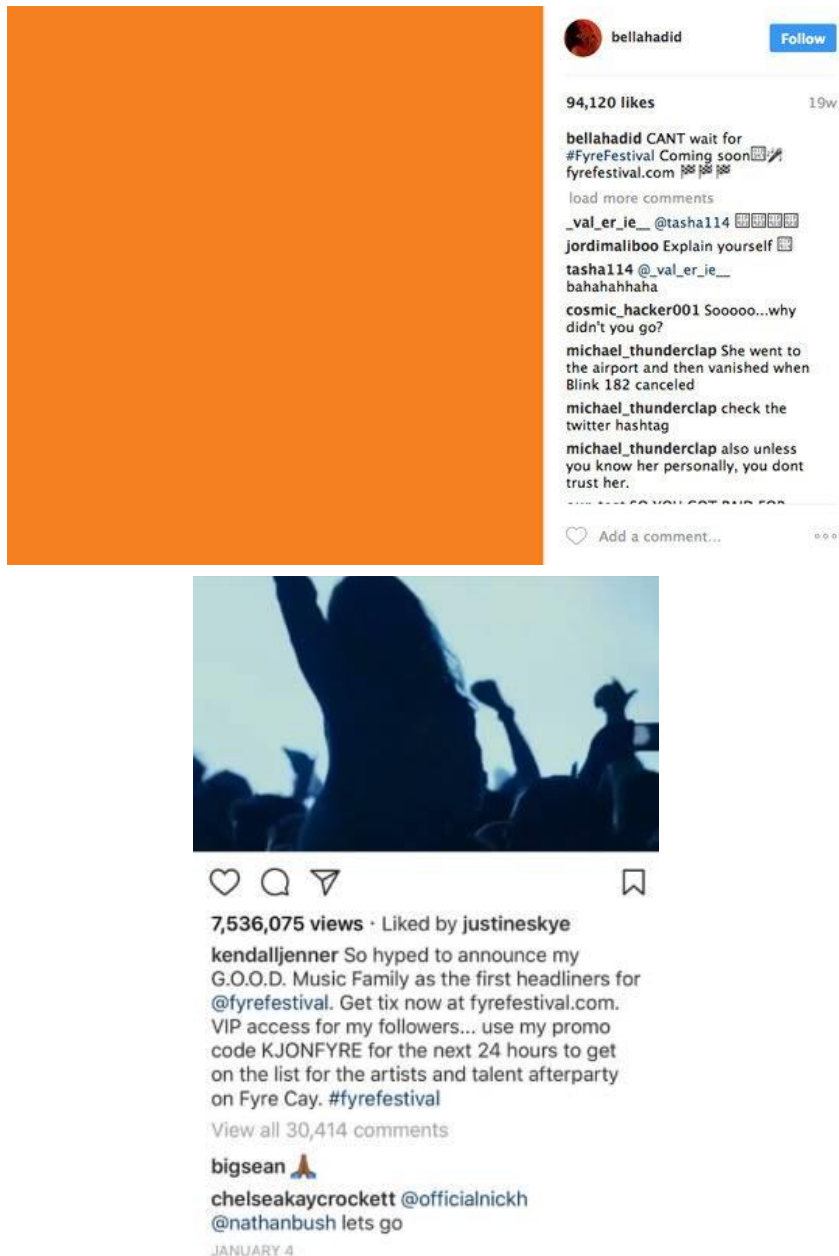 bellahadid
Follow
94,120 likes
19w
bellahadid CANT wait for
#FyreFestival Coming soon
fyrefestival.com 🏁🏁🏁
load more comments
_val_er_ie__ @tasha114
jordimaliboo Explain yourself
tasha114 @_val_er_ie__
bahahahhaha
cosmic_hacker001 Sooooo...why
didn't you go?
michael_thunderclap She went to
the airport and then vanished when
Blink 182 canceled
michael_thunderclap check the
twitter hashtag
michael_thunderclap also unless
you know her personally, you dont
trust her.
Add a comment...
7,536,075 views · Liked by justineskye
kendalljenner So hyped to announce my
G.O.O.D. Music Family as the first headliners for
@fyrefestival. Get tix now at fyrefestival.com.
VIP access for my followers... use my promo
code KJONFYRE for the next 24 hours to get
on the list for the artists and talent afterparty
on Fyre Cay. #fyrefestival
View all 30,414 comments
bigsean 🙏🏾
chelseakaycrockett @officialnickh
@nathanbush lets go
JANUARY 4